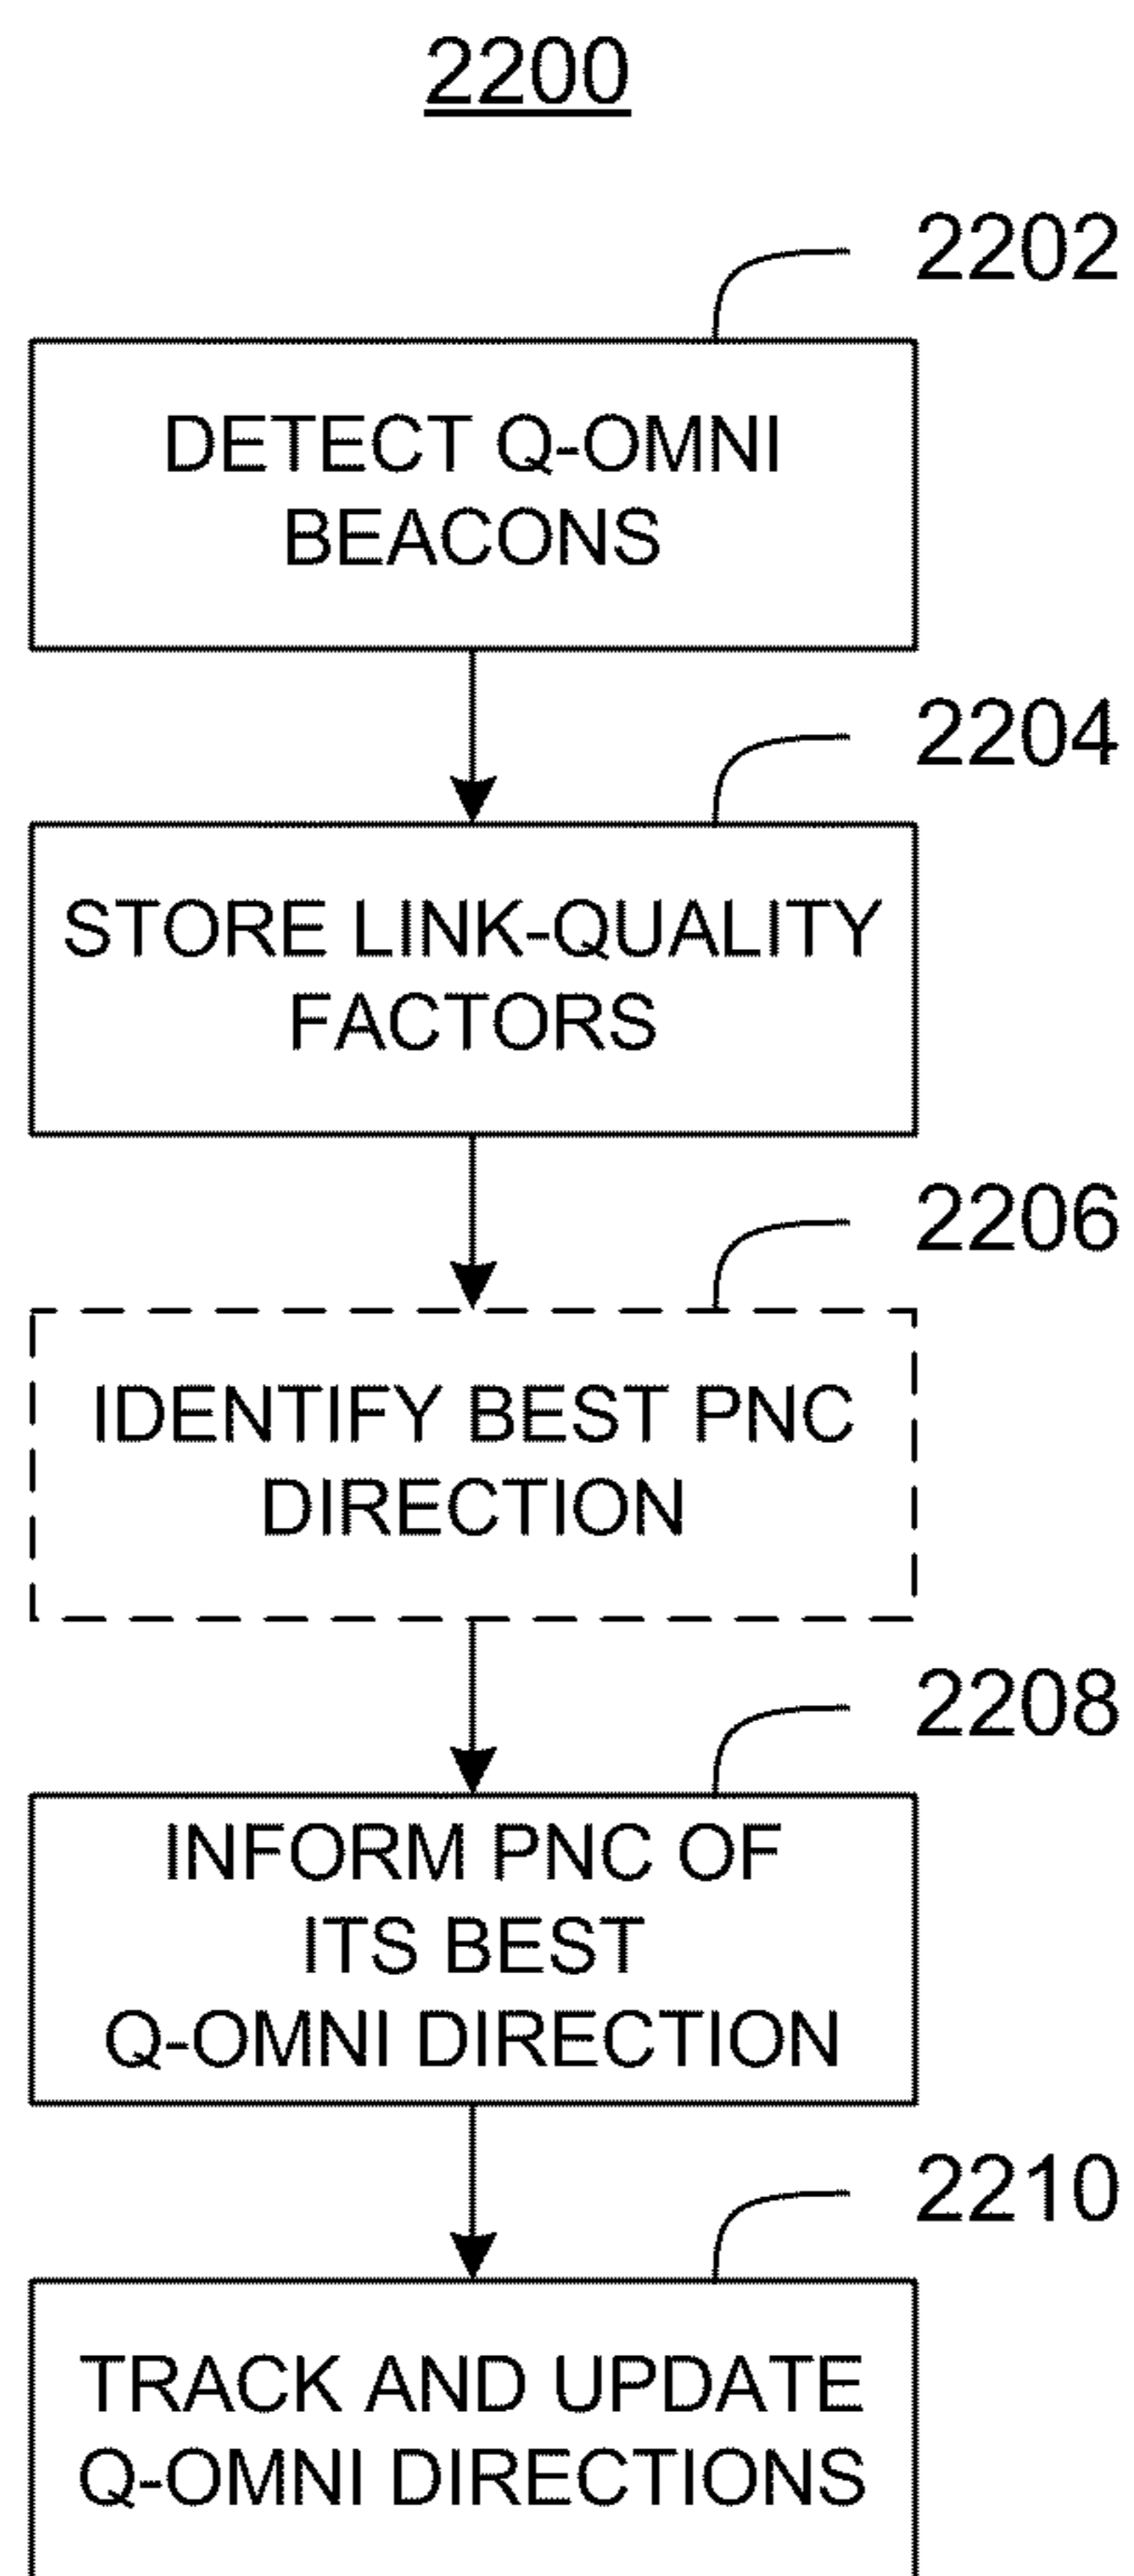 2200
2202
DETECT Q-OMNI
BEACONS
2204
STORE LINK-QUALITY
FACTORS
2206
IDENTIFY BEST PNC
DIRECTION
2208
INFORM PNC OF
ITS BEST
Q-OMNI DIRECTION
2210
TRACK AND UPDATE
Q-OMNI DIRECTIONS